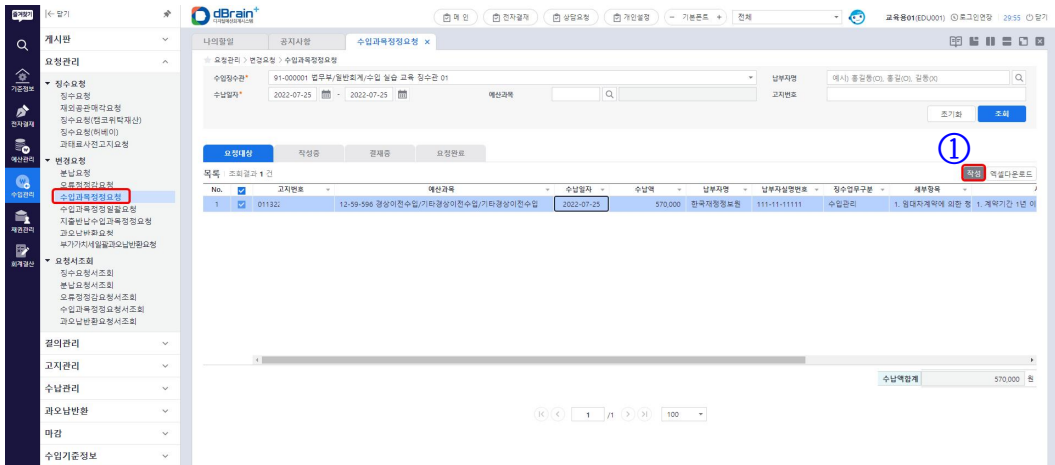 즐겨찾기
닫기
dBrain+
디지털예산회계시스템
메 인
전자결재
상담요청
개인설정
- 기본폰트 +
전체
교육용01(EDU001) 로그인연장 29:55 닫기
기준정보
전자결재
예산관리
수입관리
채권관리
회계결산
게시판
요청관리
징수요청
징수요청
재외공관매각요청
징수요청(캠코위탁재산)
징수요청(허베이)
과태료사전고지요청
변경요청
분납요청
오류정정감요청
수입과목정정요청
수입과목정정일괄요청
지출반납수입과목정정요청
과오납반환요청
부가가치세일괄과오납반환요청
요청서조회
징수요청서조회
분납요청서조회
오류정정감요청서조회
수입과목정정요청서조회
과오납반환요청서조회
결의관리
고지관리
수납관리
과오납반환
마감
수입기준정보
나의할일
공지사항
수입과목정정요청 ×
요청관리 > 변경요청 > 수입과목정정요청
수입징수관*
91-000001 법무부/일반회계/수입 실습 교육 징수관 01
납부자명
예시) 홍길동(O), 홍길(O), 길동(X)
수납일자*
2022-07-25 - 2022-07-25
예산과목
고지번호
초기화
조회
①
요청대상
작성중
결재중
요청완료
목록 조회결과 1 건
작성
엑셀다운로드
No. 고지번호 예산과목 수납일자 수납액 납부자명 납부자실명번호 징수업무구분 세부항목
1 01132 12-59-596 경상이전수입/기타경상이전수입/기타경상이전수입 2022-07-25 570,000 한국재정정보원 111-11-11111 수입관리 1. 임대차계약에 의한 청 1. 계약기간 1년 이
수납액합계 570,000 원
1 /1 100